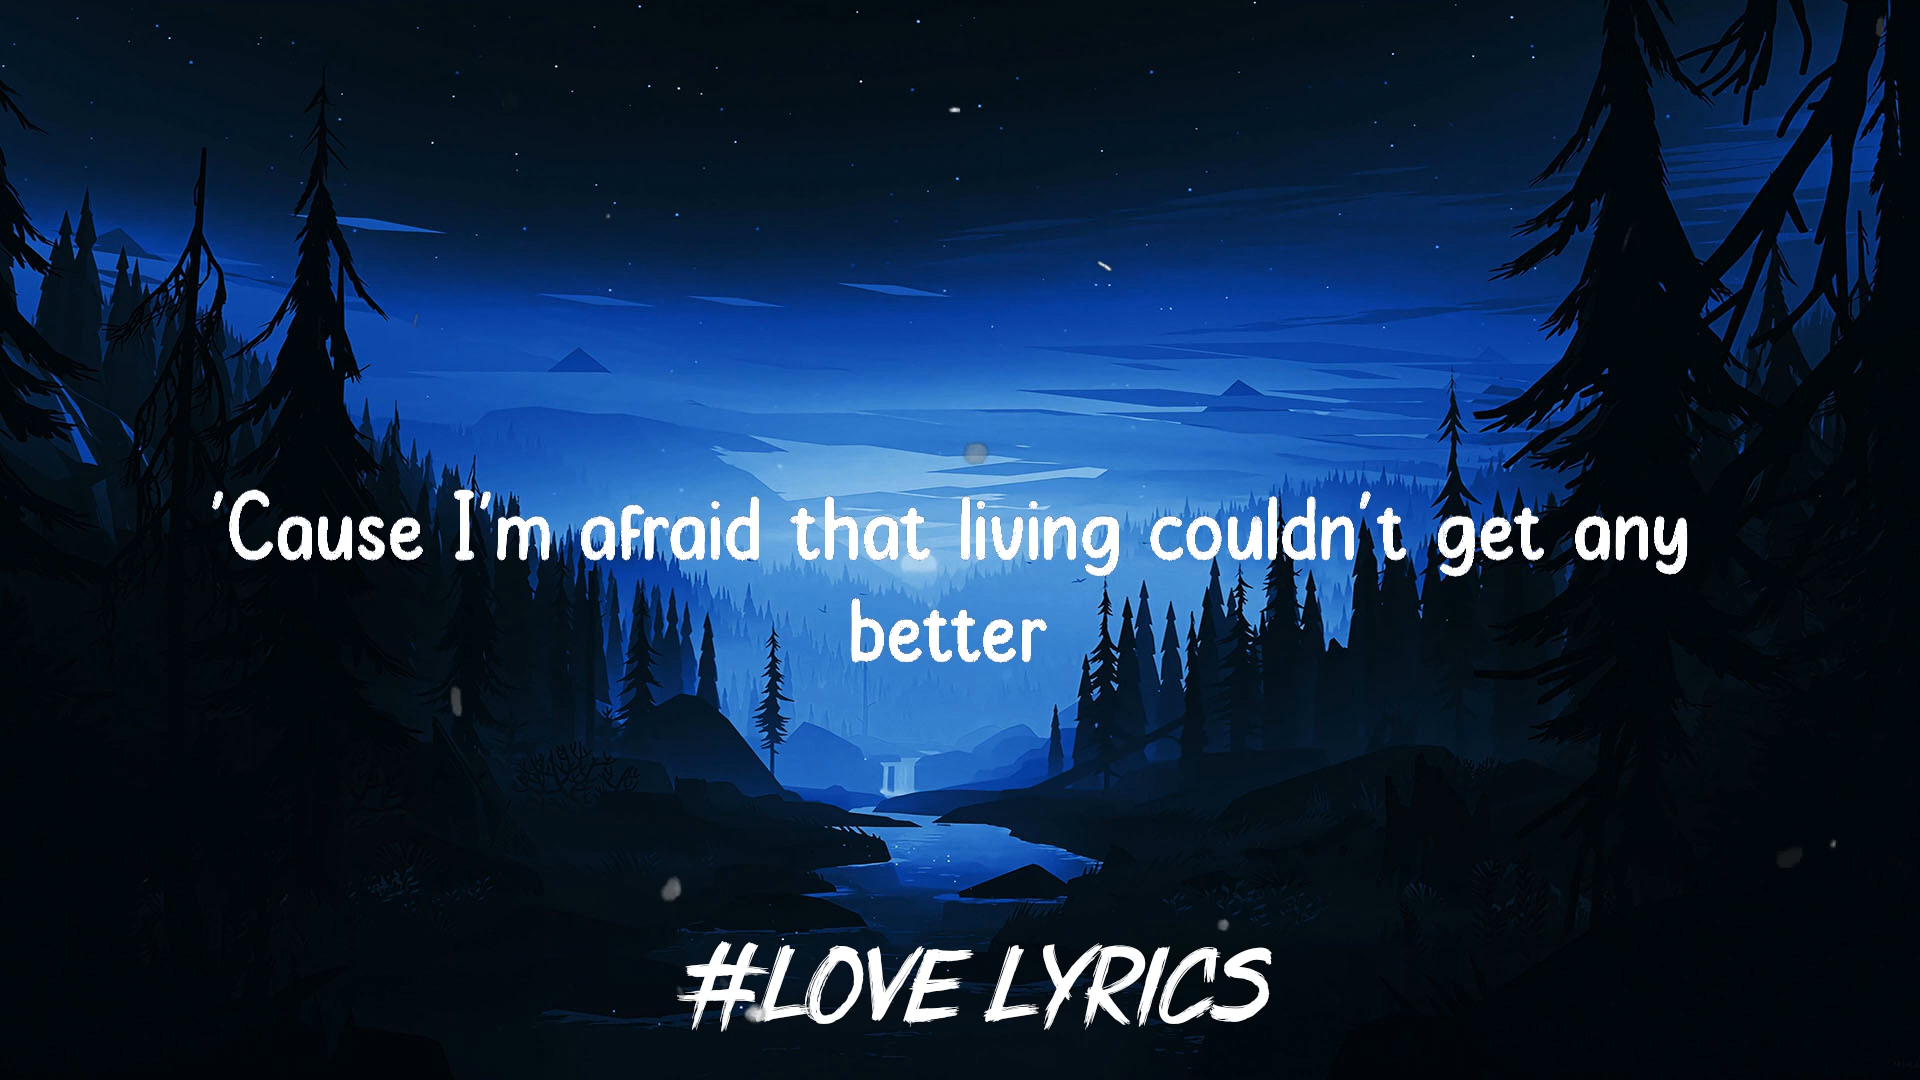 'Cause I'm afraid that living couldn't get any
better
#LOVE LYRICS